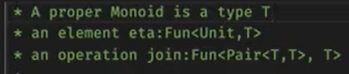 * A proper Monoid is a type T
* an element eta:Fun<Unit,T>
* an operation join:Fun<Pair<T,T>, T>